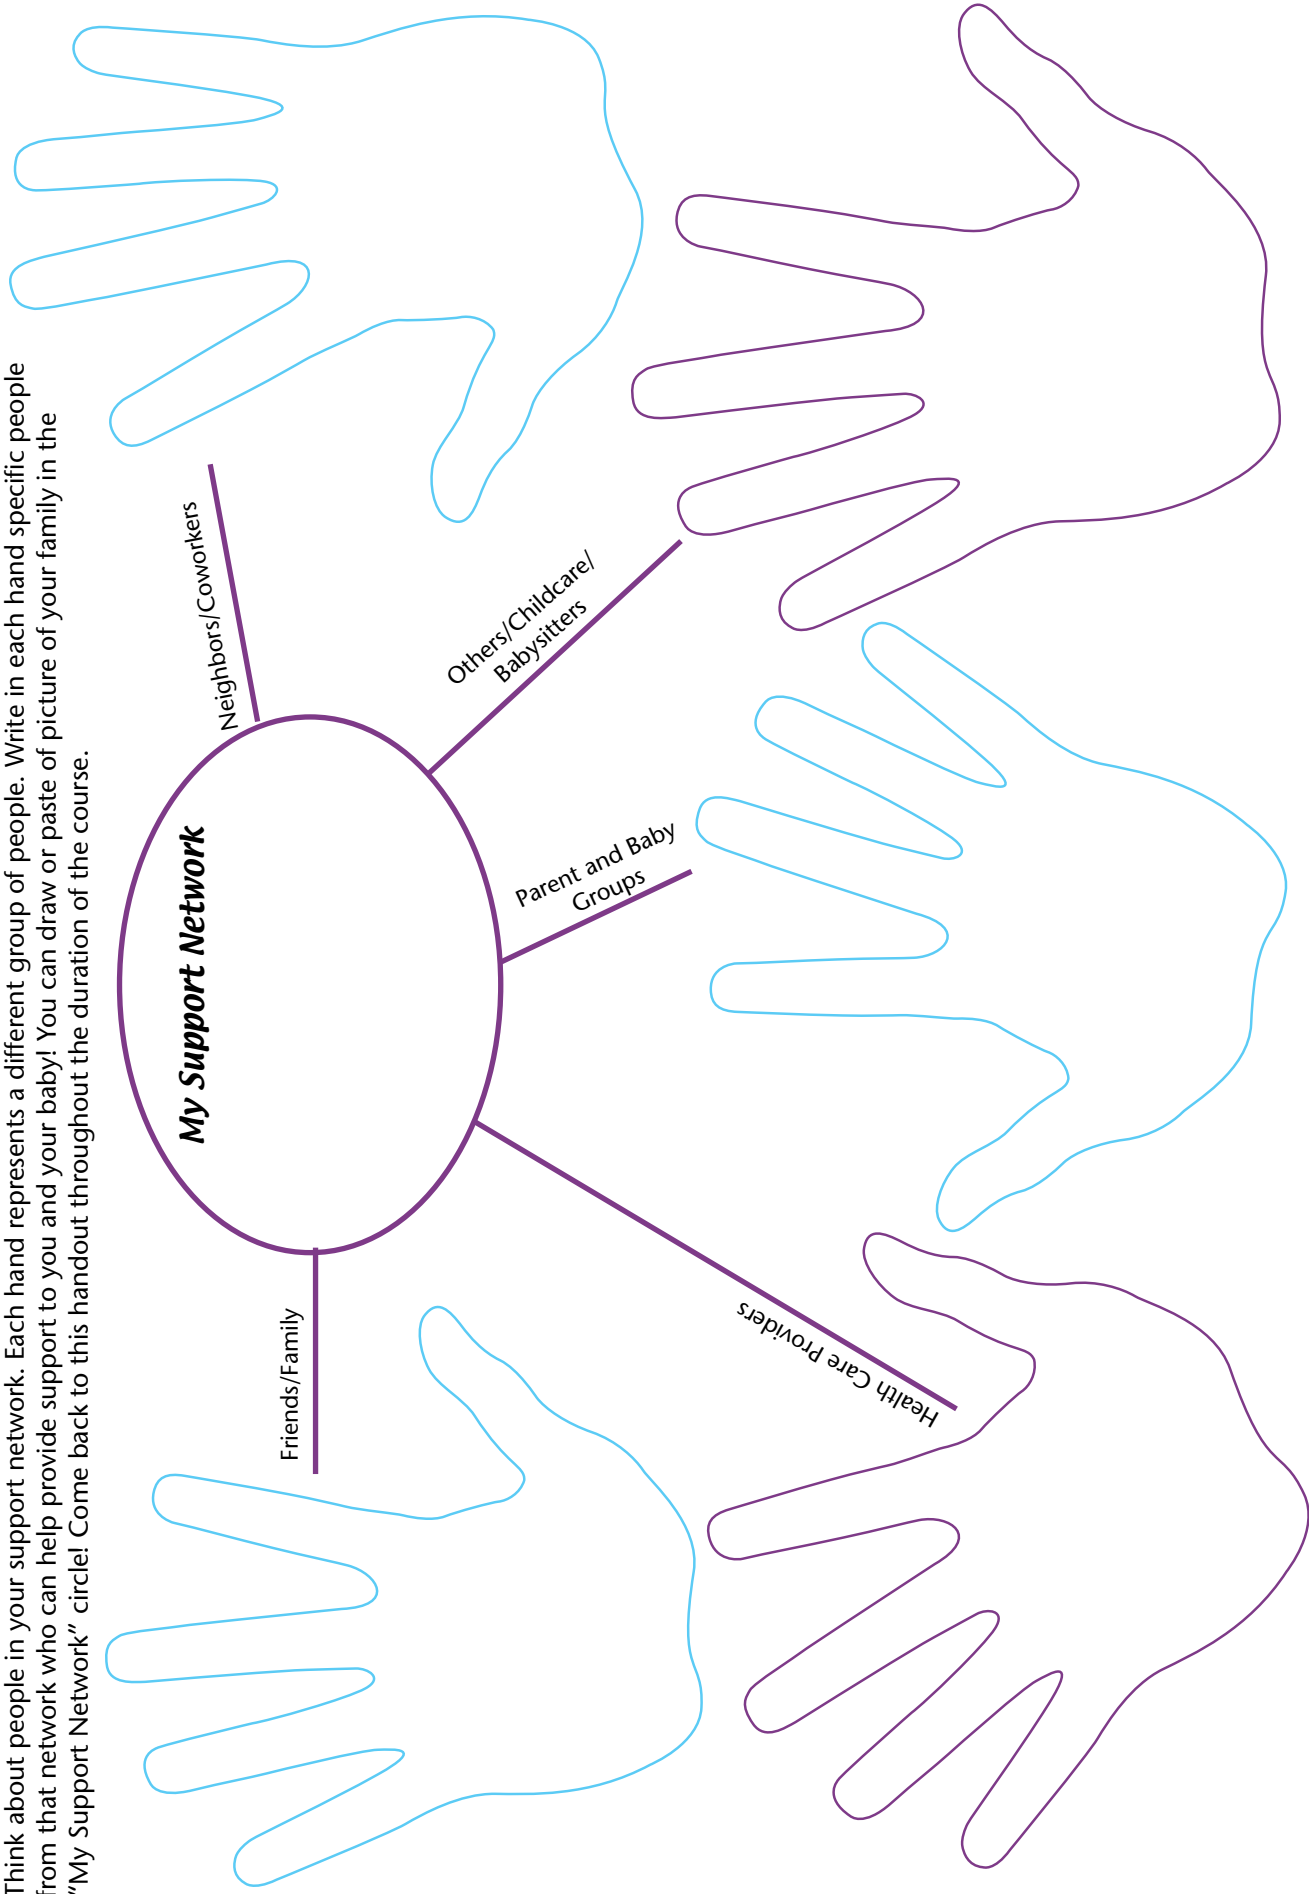 Think about people in your support network. Each hand represents a different group of people. Write in each hand specific people
from that network who can help provide support to you and your baby! You can draw or paste of picture of your family in the
“My Support Network” circle! Come back to this handout throughout the duration of the course.
My Support Network
Friends/Family
Health Care Providers
Parent and Baby
Groups
Others/Childcare/
Babysitters
Neighbors/Coworkers